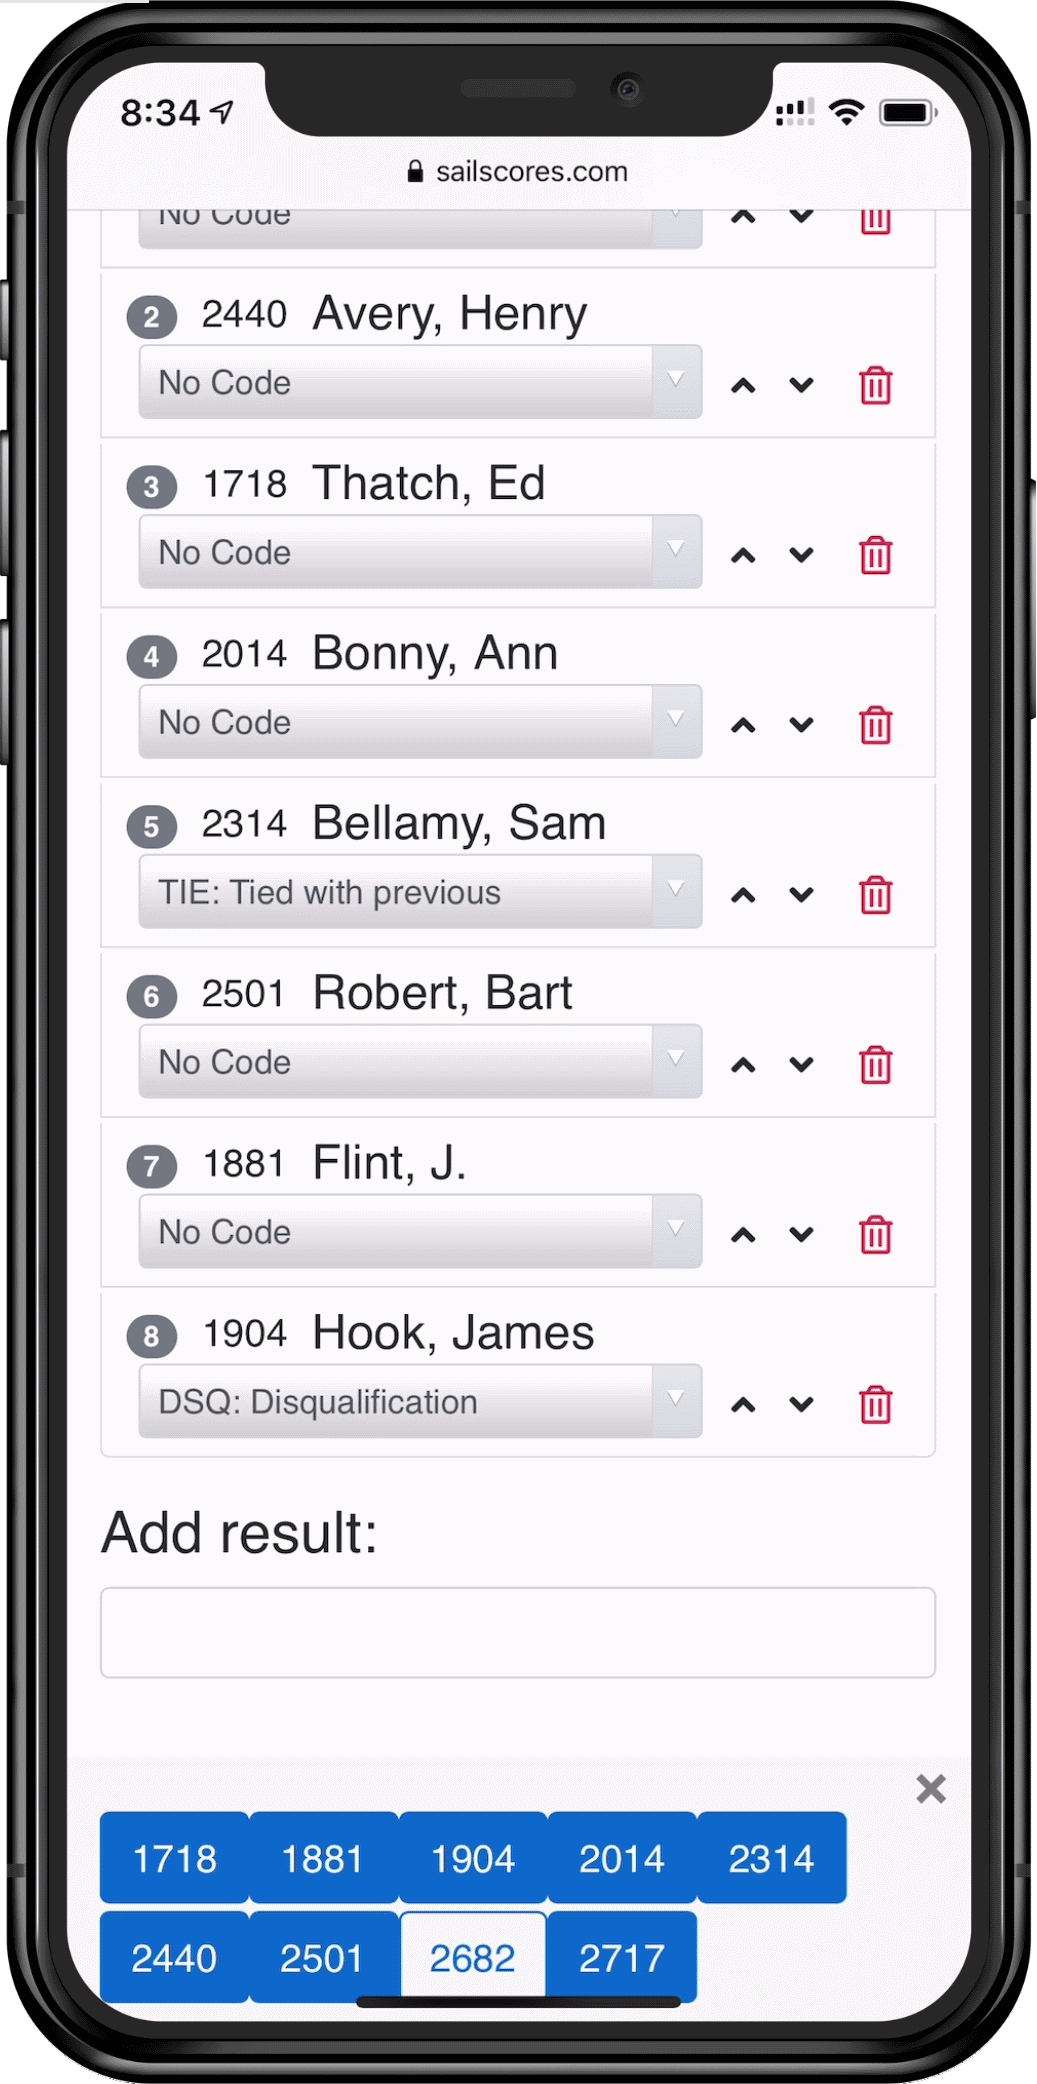 8:34
sailscores.com
No Code
2 2440 Avery, Henry
No Code
3 1718 Thatch, Ed
No Code
4 2014 Bonny, Ann
No Code
5 2314 Bellamy, Sam
TIE: Tied with previous
6 2501 Robert, Bart
No Code
7 1881 Flint, J.
No Code
8 1904 Hook, James
DSQ: Disqualification
Add result:
1718 1881 1904 2014 2314
2440 2501 2682 2717